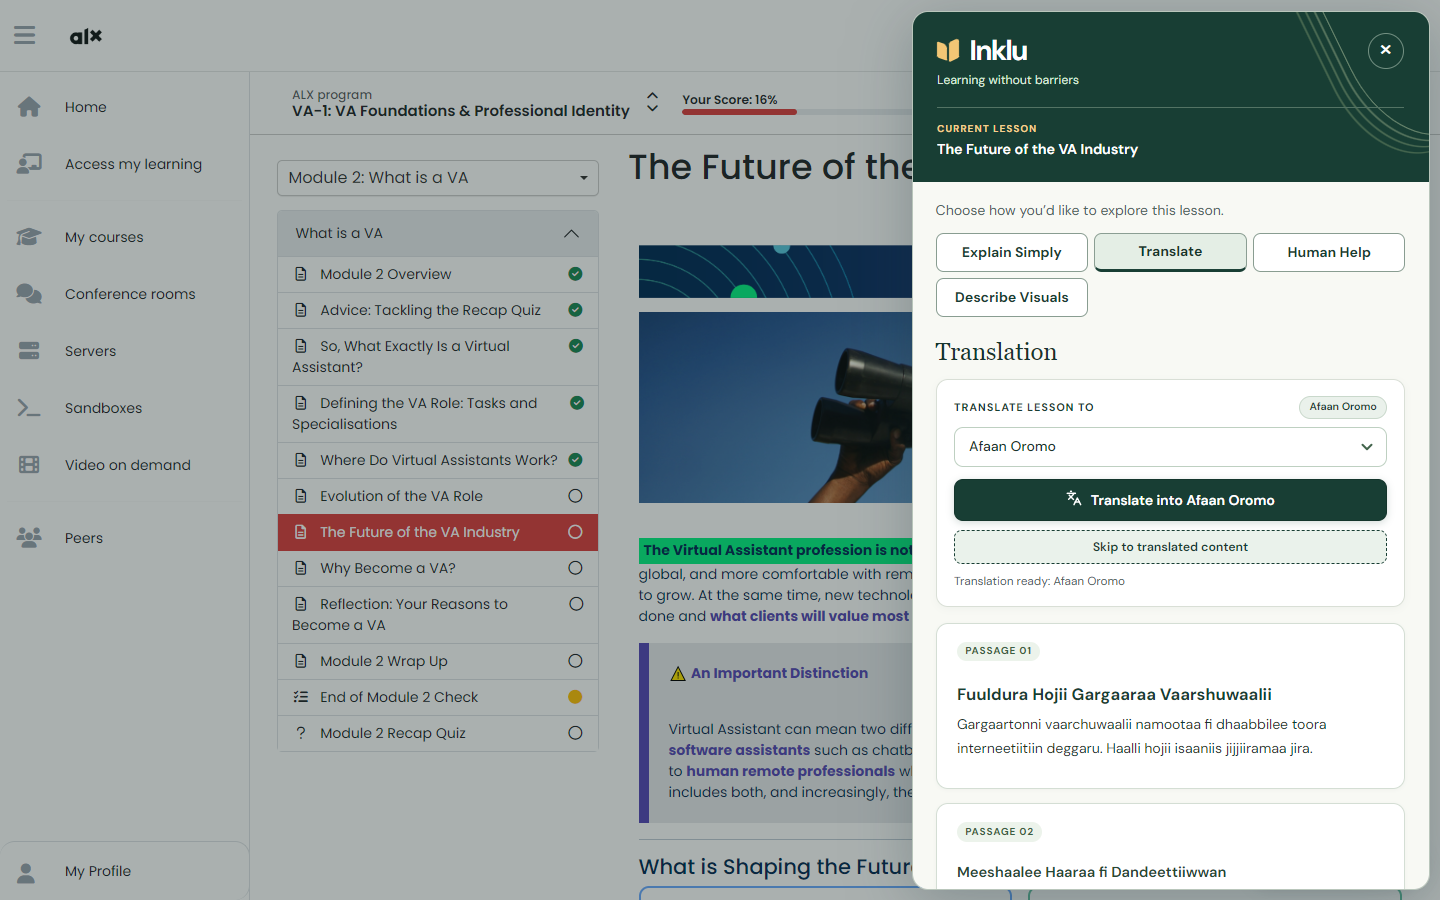 alx
Home
Access my learning
My courses
Conference rooms
Servers
Sandboxes
Video on demand
Peers
My Profile
ALX program
VA-1: VA Foundations & Professional Identity
Your Score: 16%
Module 2: What is a VA
What is a VA
Module 2 Overview
Advice: Tackling the Recap Quiz
So, What Exactly Is a Virtual
Assistant?
Defining the VA Role: Tasks and
Specialisations
Where Do Virtual Assistants Work?
Evolution of the VA Role
The Future of the VA Industry
Why Become a VA?
Reflection: Your Reasons to
Become a VA
Module 2 Wrap Up
End of Module 2 Check
? Module 2 Recap Quiz
The Future of the
The Virtual Assistant profession is not
global, and more comfortable with rem
to grow. At the same time, new technol
done and what clients will value most
An Important Distinction
Virtual Assistant can mean two diff
software assistants such as chatb
to human remote professionals w
includes both, and increasingly, the
What is Shaping the Futur
Inklu
Learning without barriers
CURRENT LESSON
The Future of the VA Industry
Choose how you'd like to explore this lesson.
Explain Simply
Translate
Human Help
Describe Visuals
Translation
TRANSLATE LESSON TO
Afaan Oromo
Afaan Oromo
Translate into Afaan Oromo
Skip to translated content
Translation ready: Afaan Oromo
PASSAGE 01
Fuuldura Hojii Gargaaraa Vaarshuwaalii
Gargaartonni vaarchuwaalii namootaa fi dhaabbilee toora
interneetiitiin deggaru. Haalli hojii isaaniis jijjiiramaa jira.
PASSAGE 02
Meeshaalee Haaraa fi Dandeettiiwwan